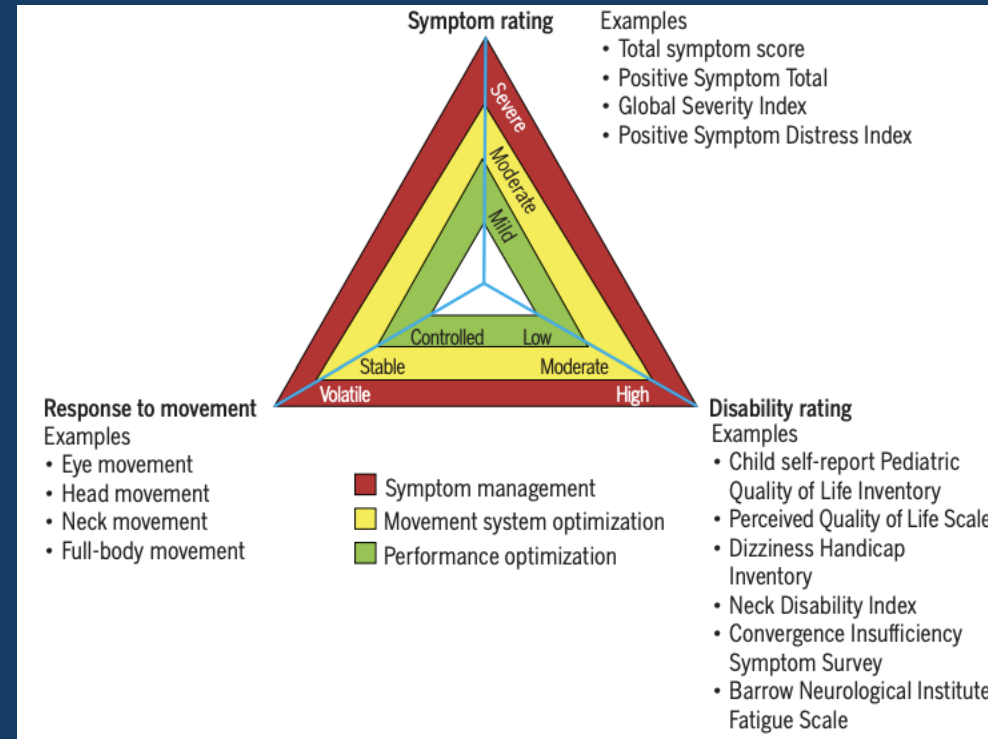 Symptom rating
Examples
• Total symptom score
• Positive Symptom Total
• Global Severity Index
• Positive Symptom Distress Index
Severe
Moderate
Mild
Controlled Low
Stable Moderate
Volatile High
Response to movement
Examples
• Eye movement
• Head movement
• Neck movement
• Full-body movement
Symptom management
Movement system optimization
Performance optimization
Disability rating
Examples
• Child self-report Pediatric
Quality of Life Inventory
• Perceived Quality of Life Scale
• Dizziness Handicap
Inventory
• Neck Disability Index
• Convergence Insufficiency
Symptom Survey
• Barrow Neurological Institute
Fatigue Scale